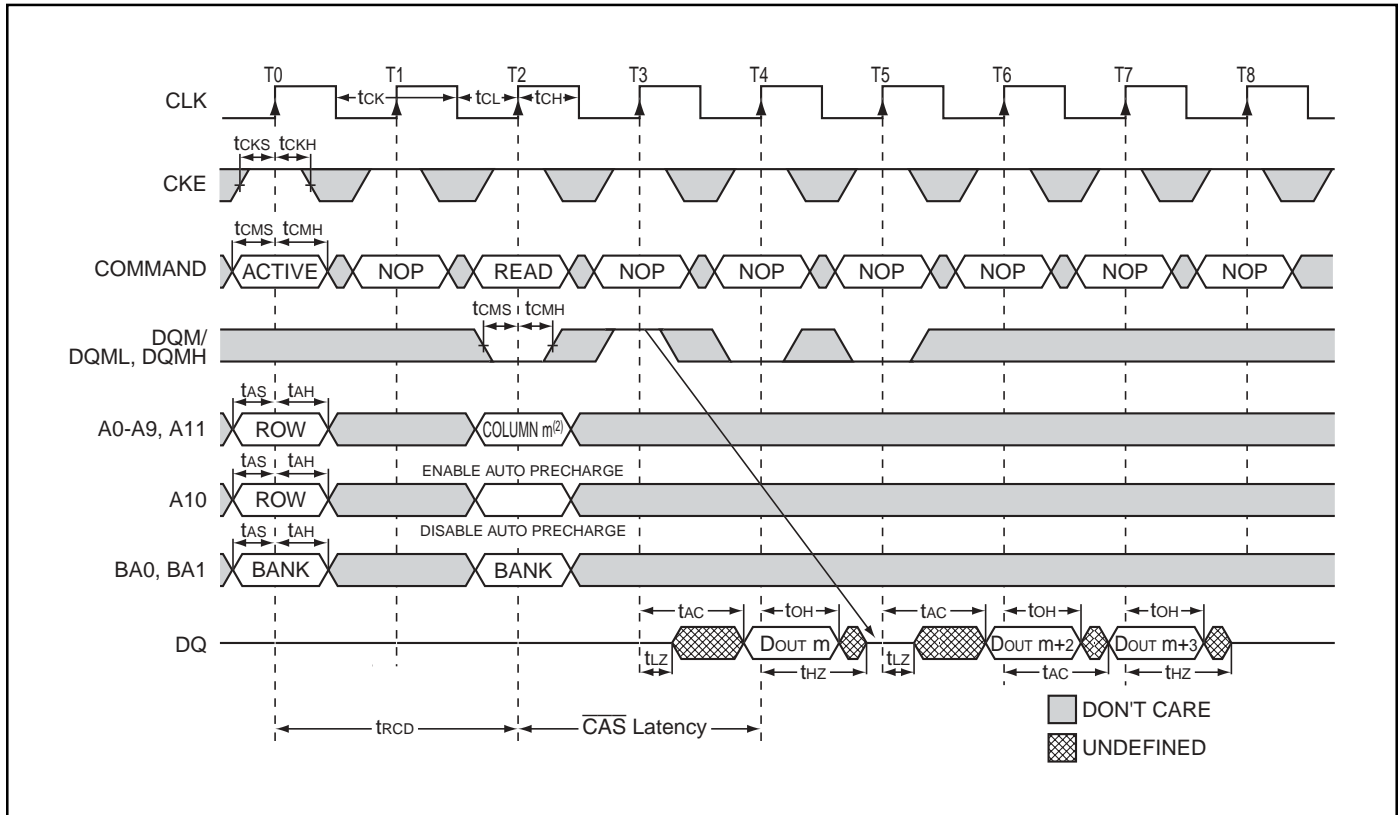 T0 T1 T2 T3 T4 T5 T6 T7 T8
CLK tCK tCL tCH
tCKS tCKH
CKE
tCMS tCMH
COMMAND ACTIVE NOP READ NOP NOP NOP NOP NOP NOP
tCMS tCMH
DQM/
DQML, DQMH
tAS tAH
A0-A9, A11 ROW COLUMN m(2)
tAS tAH ENABLE AUTO PRECHARGE
A10 ROW
tAS tAH DISABLE AUTO PRECHARGE
BA0, BA1 BANK BANK
tAC tOH tAC tOH tOH
DQ DOUT m DOUT m+2 DOUT m+3
tLZ tHZ tLZ tAC tHZ
tRCD CAS Latency
DON'T CARE
UNDEFINED